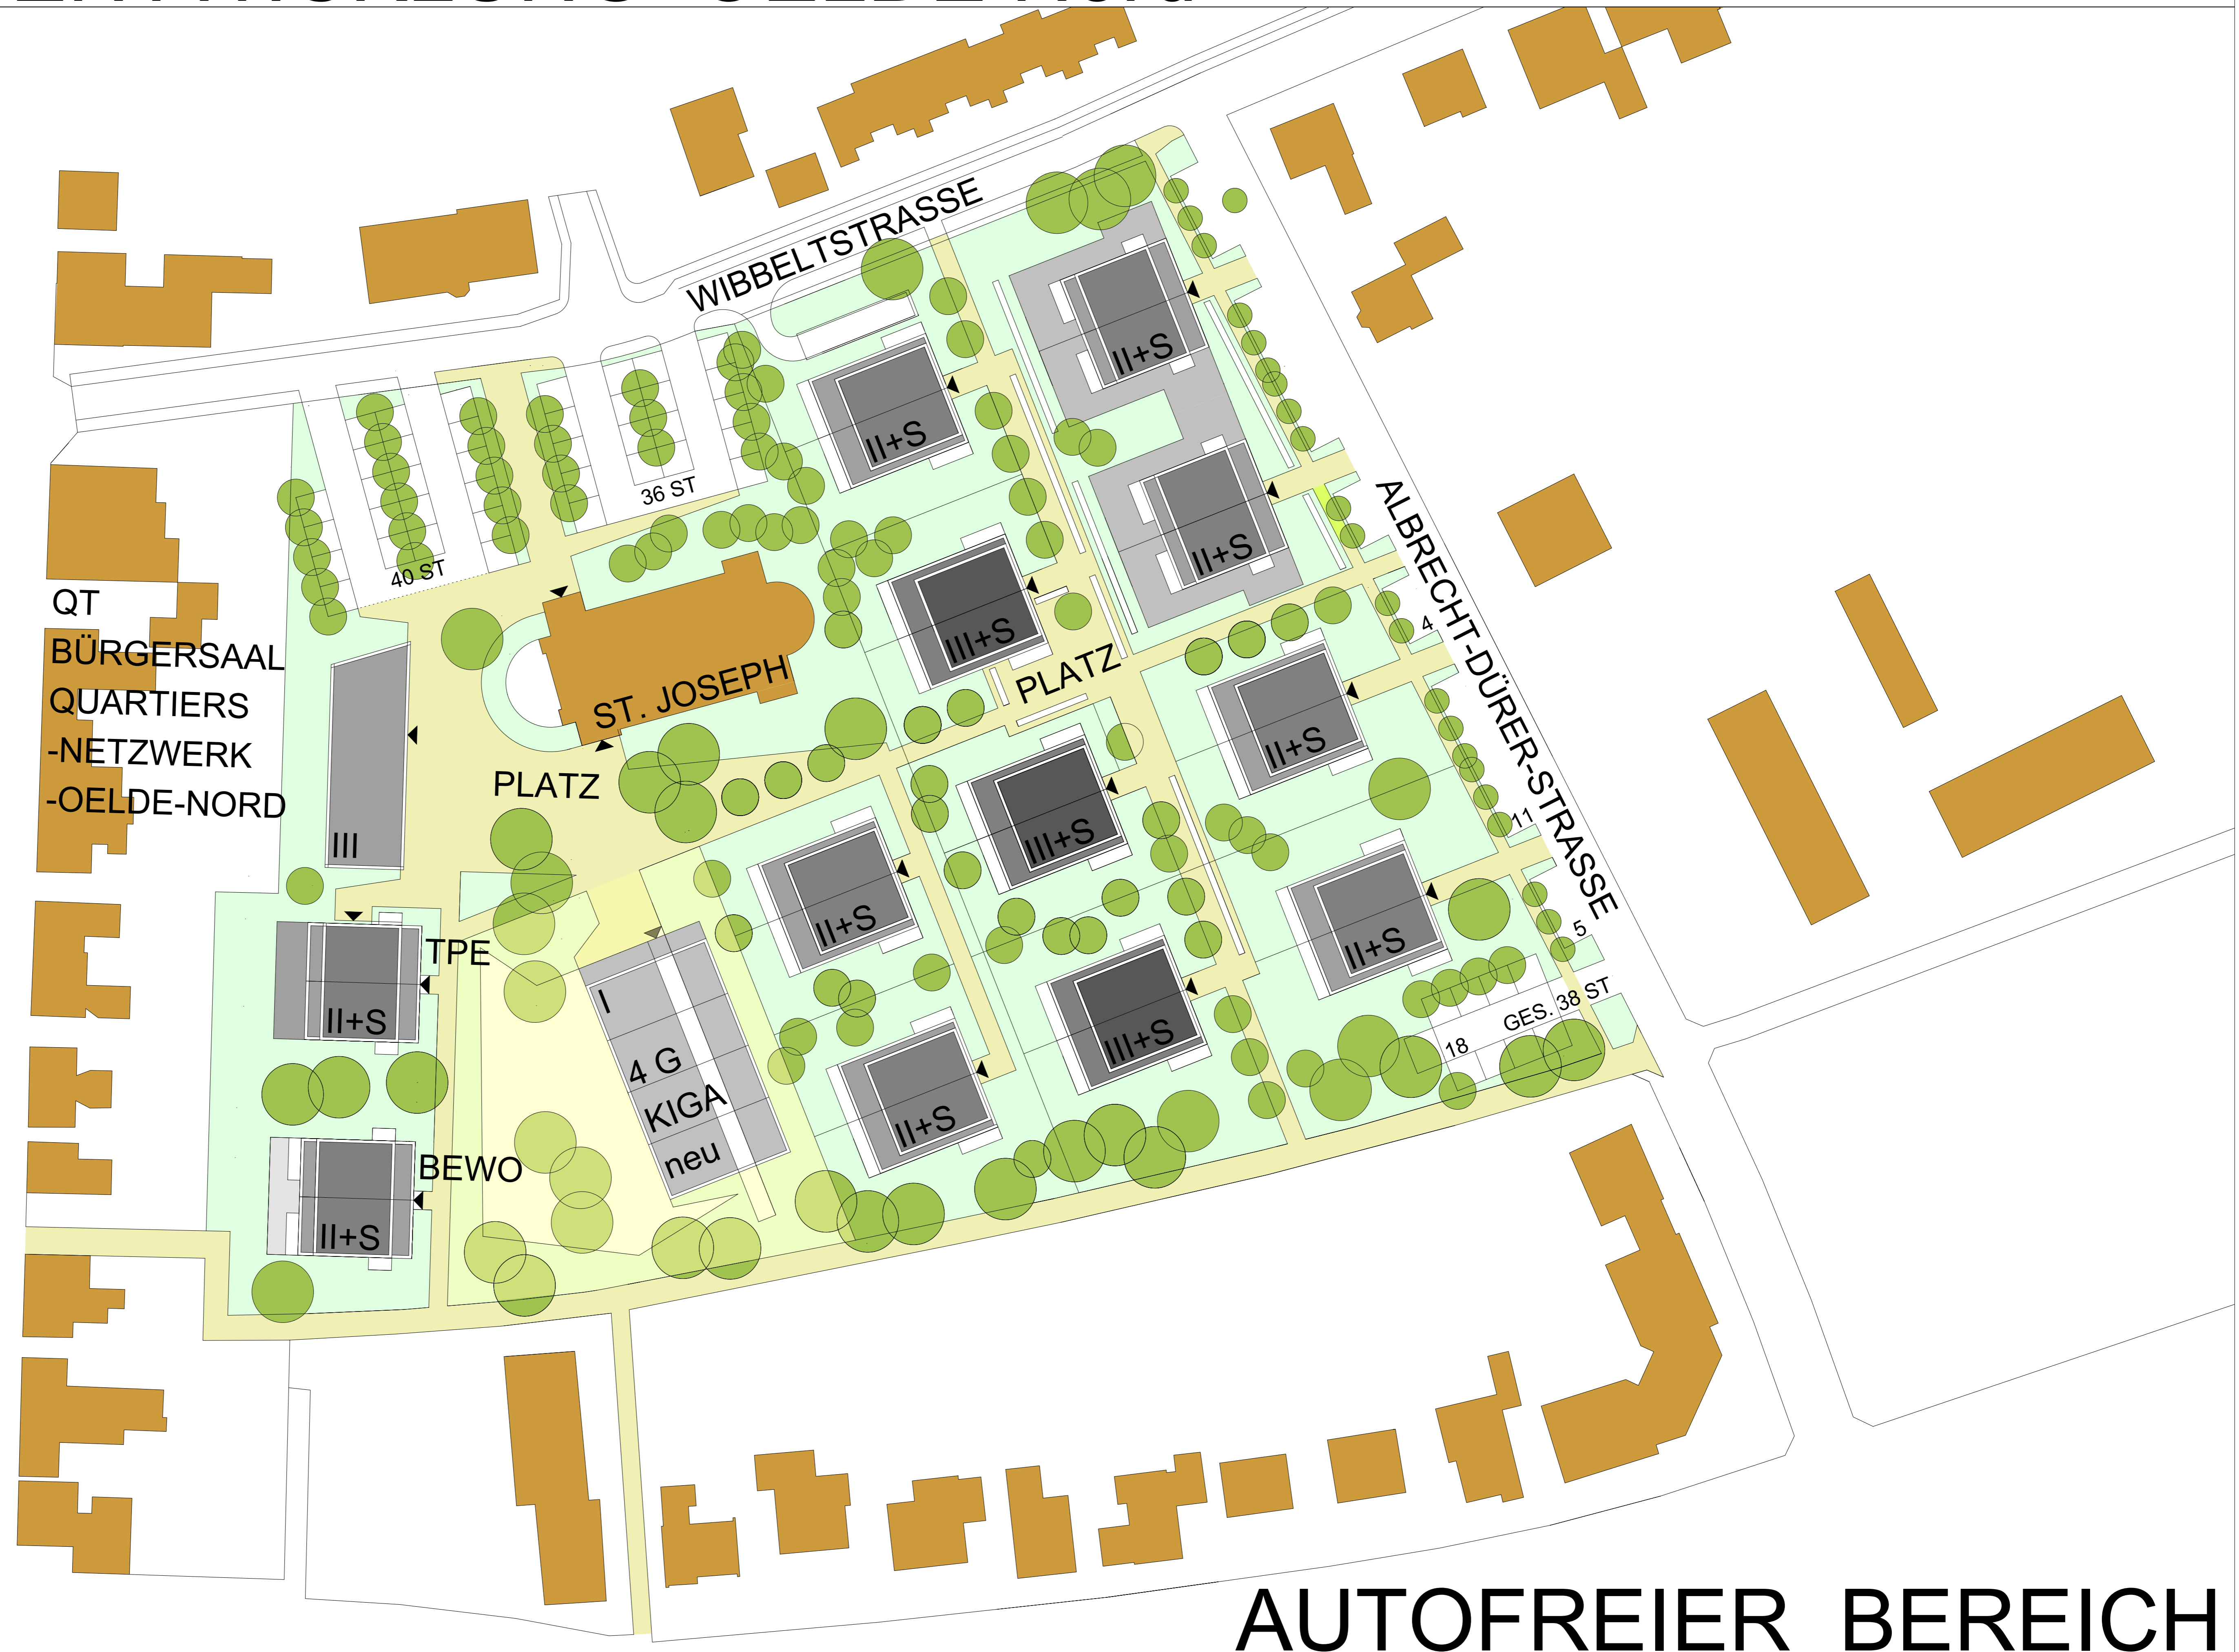 OELDE Nord
WIBBELTSTRASSE
II+S
II+S
36 ST
40 ST
II+S
ALBRECHT-DÜRER-STRASSE
QT
BÜRGERSAAL
QUARTIERS
-NETZWERK
-OELDE-NORD
III
ST. JOSEPH
PLATZ
III+S
PLATZ
4
II+S
11
III+S
II+S
II+S
5
TPE
II+S
I
4 G
KIGA
neu
III+S
II+S
18
GES. 38 ST
BEWO
II+S
AUTOFREIER BEREICH